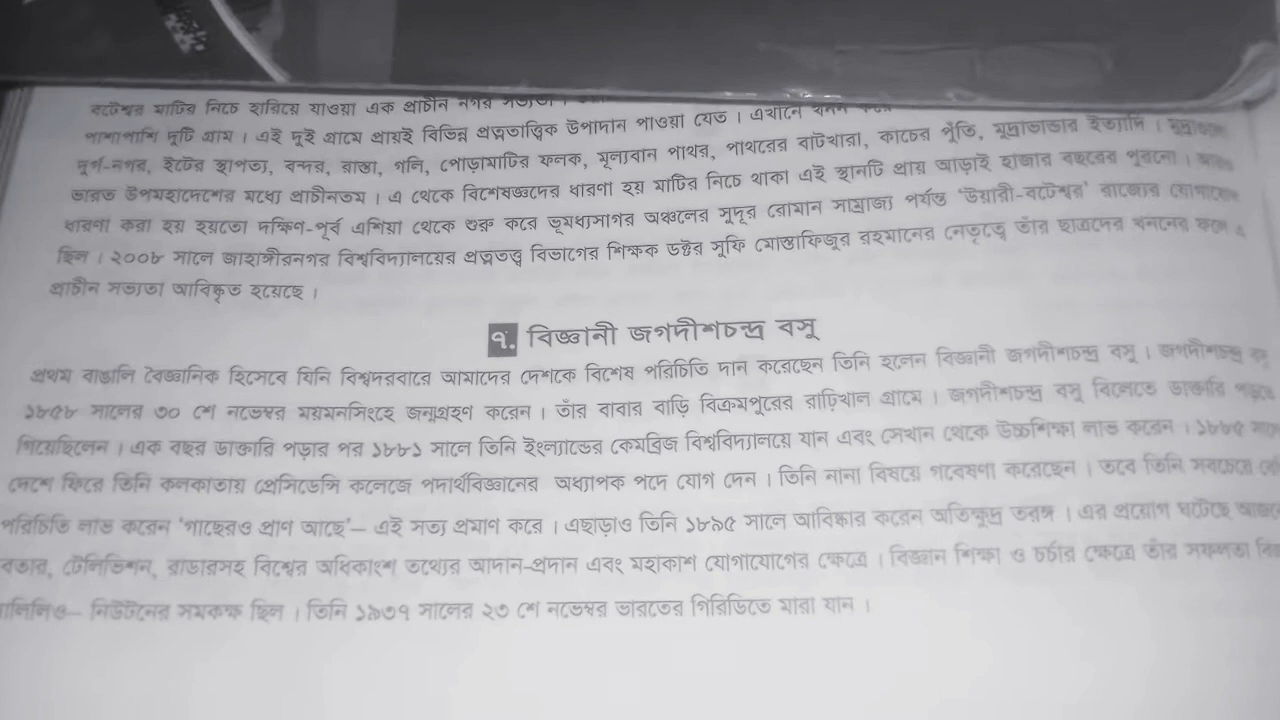 বটেশ্বর মাটির নিচে হারিয়ে যাওয়া এক প্রাচীন নগর সভ্যতা।
পাশাপাশি দুটি গ্রাম। এই দুই গ্রামে প্রায়ই বিভিন্ন প্রত্নতাত্ত্বিক উপাদান পাওয়া যেত। এখানে খনন করে
দুর্গ-নগর, ইটের স্থাপত্য, বন্দর, রাস্তা, গলি, পোড়ামাটির ফলক, মূল্যবান পাথর, পাথরের বাটখারা, কাচের পুঁতি, মুদ্রাভান্ডার ইত্যাদি।
ভারত উপমহাদেশের মধ্যে প্রাচীনতম। এ থেকে বিশেষজ্ঞদের ধারণা হয় মাটির নিচে থাকা এই স্থানটি প্রায় আড়াই হাজার বছরের পুরনো।
ধারণা করা হয় হয়তো দক্ষিণ-পূর্ব এশিয়া থেকে শুরু করে ভূমধ্যসাগর অঞ্চলের সুদূর রোমান সাম্রাজ্য পর্যন্ত ‘উয়ারী-বটেশ্বর’ রাজ্যের যোগাযোগ
ছিল। ২০০৮ সালে জাহাঙ্গীরনগর বিশ্ববিদ্যালয়ের প্রত্নতত্ত্ব বিভাগের শিক্ষক ডক্টর সুফি মোস্তাফিজুর রহমানের নেতৃত্বে তাঁর ছাত্রদের খননের ফলে এ
প্রাচীন সভ্যতা আবিষ্কৃত হয়েছে।
৭. বিজ্ঞানী জগদীশচন্দ্র বসু
প্রথম বাঙালি বৈজ্ঞানিক হিসেবে যিনি বিশ্বদরবারে আমাদের দেশকে বিশেষ পরিচিতি দান করেছেন তিনি হলেন বিজ্ঞানী জগদীশচন্দ্র বসু। জগদীশচন্দ্র
১৮৫৮ সালের ৩০ শে নভেম্বর ময়মনসিংহে জন্মগ্রহণ করেন। তাঁর বাবার বাড়ি বিক্রমপুরের রাঢ়িখাল গ্রামে। জগদীশচন্দ্র বসু বিলেতে ডাক্তারি পড়তে
গিয়েছিলেন। এক বছর ডাক্তারি পড়ার পর ১৮৮১ সালে তিনি ইংল্যান্ডের কেমব্রিজ বিশ্ববিদ্যালয়ে যান এবং সেখান থেকে উচ্চশিক্ষা লাভ করেন। ১৮৮৫ সালে
দেশে ফিরে তিনি কলকাতায় প্রেসিডেন্সি কলেজে পদার্থবিজ্ঞানের অধ্যাপক পদে যোগ দেন। তিনি নানা বিষয়ে গবেষণা করেছেন। তবে তিনি সবচেয়ে
পরিচিতি লাভ করেন ‘গাছেরও প্রাণ আছে’– এই সত্য প্রমাণ করে। এছাড়াও তিনি ১৮৯৫ সালে আবিষ্কার করেন অতিক্ষুদ্র তরঙ্গ। এর প্রয়োগ ঘটেছে
বেতার, টেলিভিশন, রাডারসহ বিশ্বের অধিকাংশ তথ্যের আদান-প্রদান এবং মহাকাশ যোগাযোগের ক্ষেত্রে। বিজ্ঞান শিক্ষা ও চর্চার ক্ষেত্রে তাঁর সফলতা
নিউটনের সমকক্ষ ছিল। তিনি ১৯৩৭ সালের ২৩ শে নভেম্বর ভারতের গিরিডিতে মারা যান।